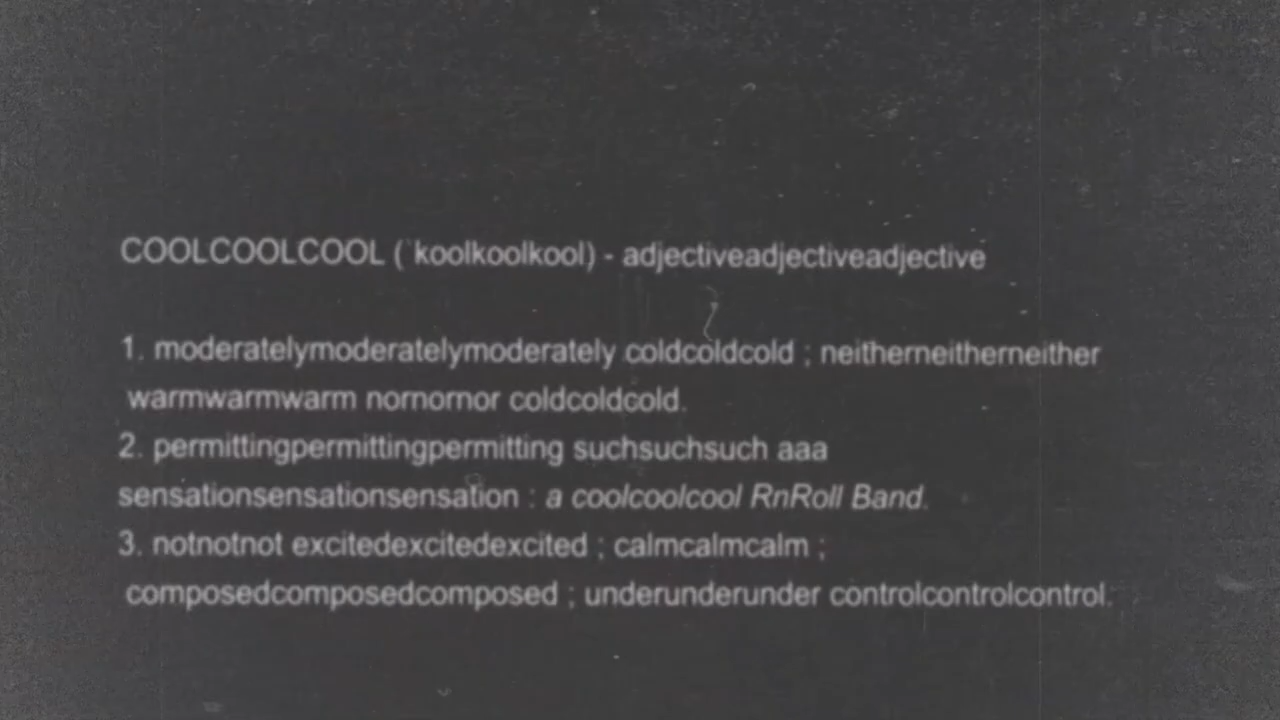 COOLCOOLCOOL (ˈkoolkoolkool) - adjectiveadjectiveadjective
1. moderatelymoderatelymoderately coldcoldcold ; neitherneitherneither
warmwarmwarm nornornor coldcoldcold.
2. permittingpermittingpermitting suchsuchsuch aaa
sensationsensationsensation : a coolcoolcool RnRoll Band.
3. notnotnot excitedexcitedexcited ; calmcalmcalm ;
composedcomposedcomposed ; underunderunder controlcontrolcontrol.